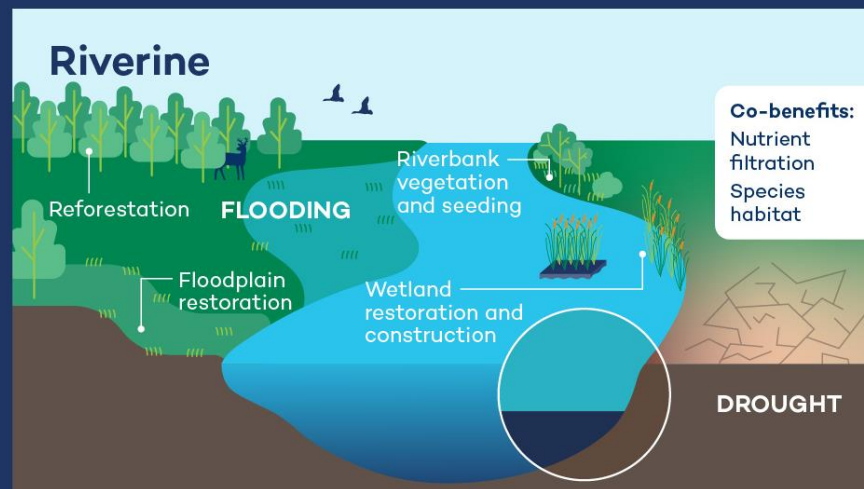 Riverine
Co-benefits:
Nutrient
filtration
Species
habitat
Riverbank
vegetation
and seeding
Reforestation
FLOODING
Floodplain
restoration
Wetland
restoration and
construction
DROUGHT